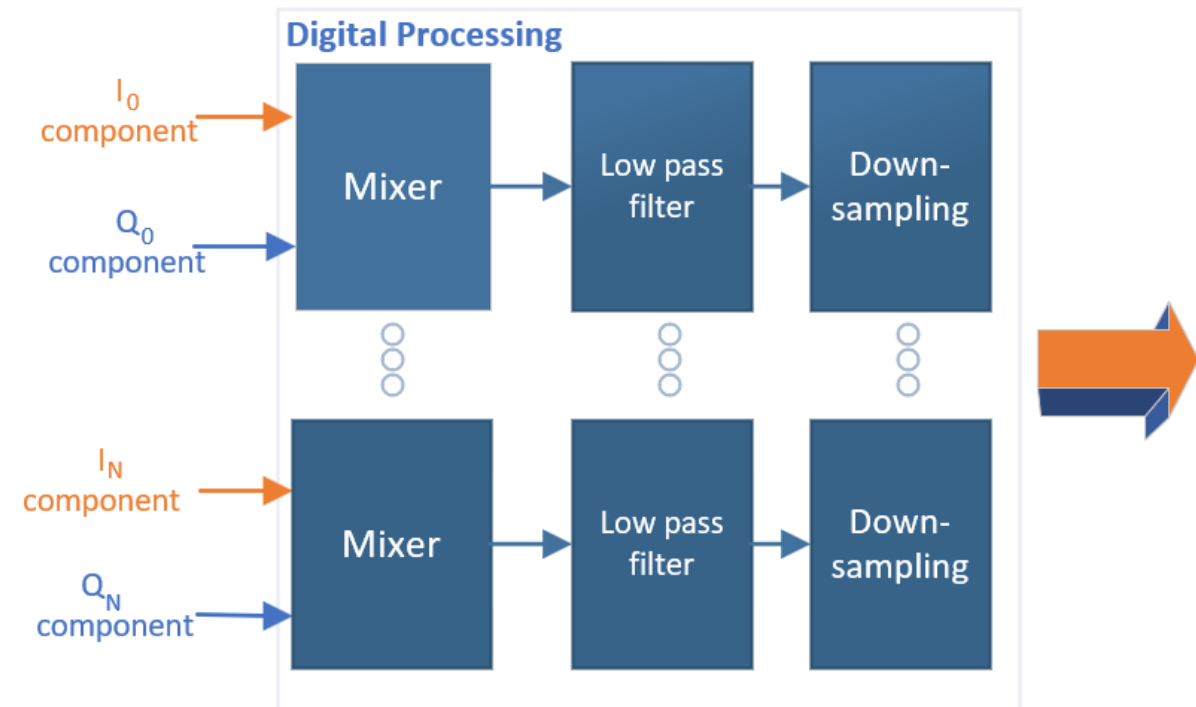 Digital Processing
I0
component
Q0
component
Mixer
Low pass
filter
Down-
sampling
IN
component
QN
component
Mixer
Low pass
filter
Down-
sampling